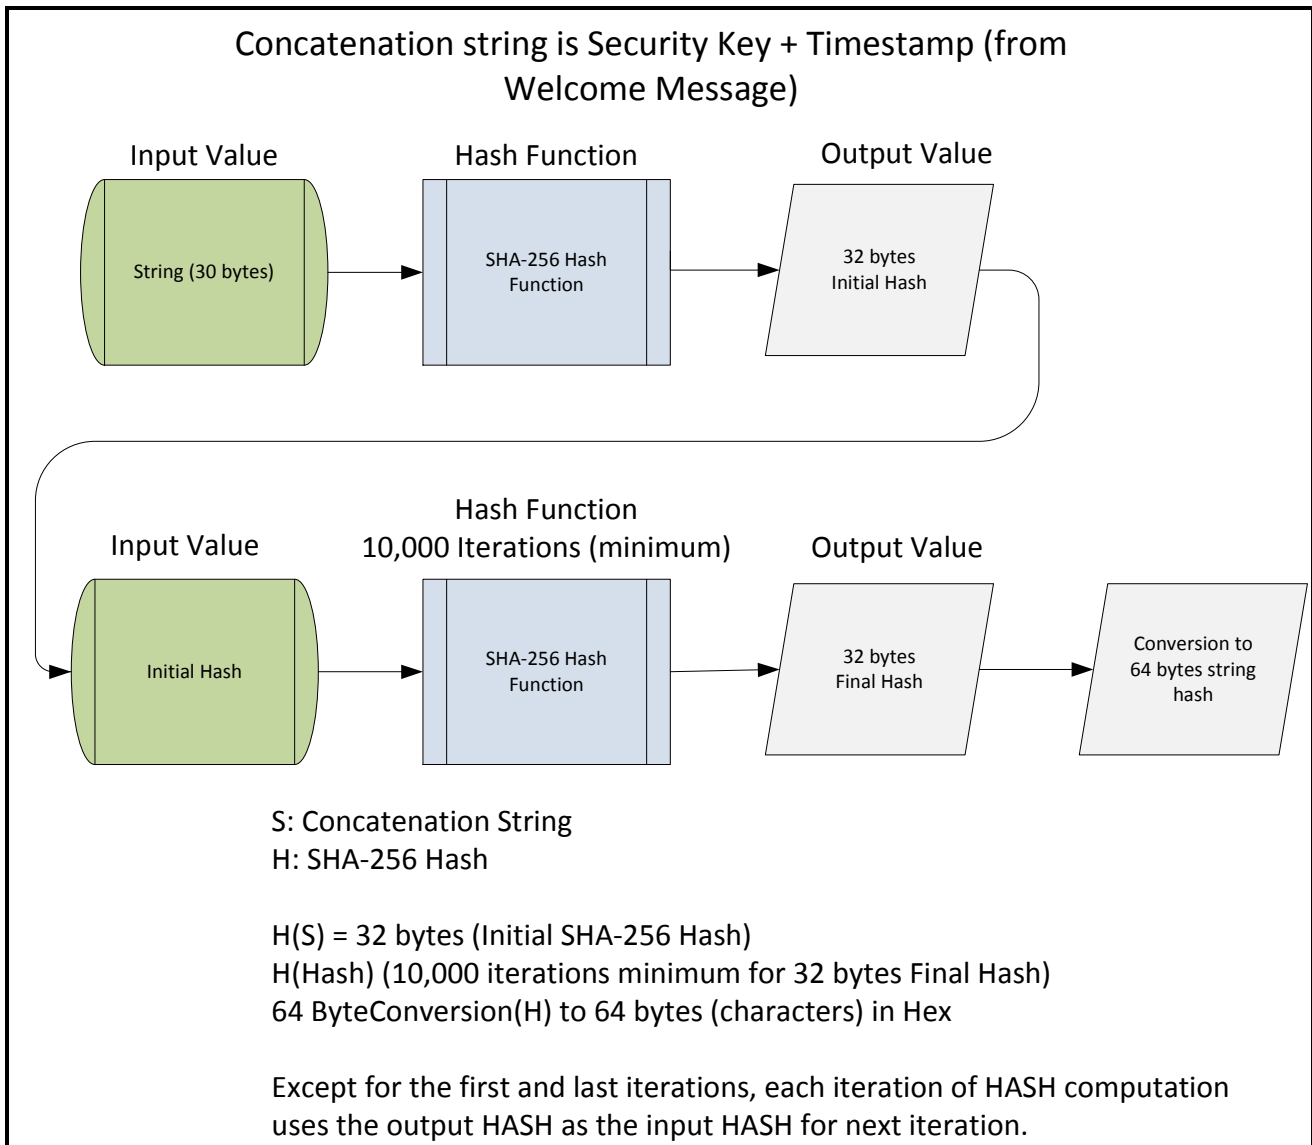 Concatenation string is Security Key + Timestamp (from
Welcome Message)
Input Value
Hash Function
Output Value
String (30 bytes)
SHA-256 Hash
Function
32 bytes
Initial Hash
Input Value
Hash Function
10,000 Iterations (minimum)
Output Value
Initial Hash
SHA-256 Hash
Function
32 bytes
Final Hash
Conversion to
64 bytes string
hash
S: Concatenation String
H: SHA-256 Hash
H(S) = 32 bytes (Initial SHA-256 Hash)
H(Hash) (10,000 iterations minimum for 32 bytes Final Hash)
64 ByteConversion(H) to 64 bytes (characters) in Hex
Except for the first and last iterations, each iteration of HASH computation
uses the output HASH as the input HASH for next iteration.